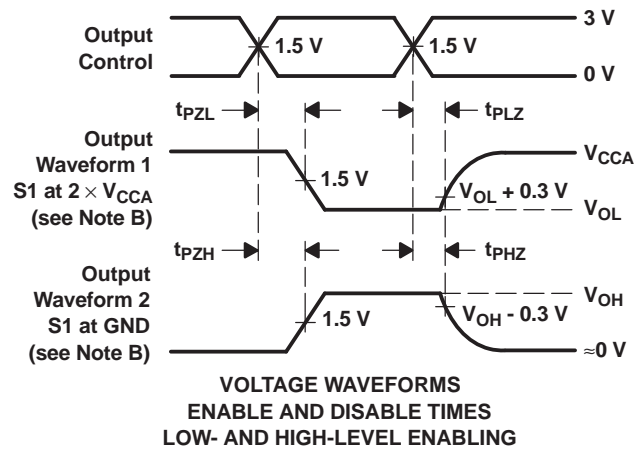 Output
Control
1.5 V
1.5 V
3 V
0 V
tPZL
tPLZ
Output
Waveform 1
S1 at 2 × VCCA
(see Note B)
1.5 V
VOL + 0.3 V
VCCA
VOL
tPZH
tPHZ
Output
Waveform 2
S1 at GND
(see Note B)
1.5 V
VOH - 0.3 V
VOH
≈0 V
VOLTAGE WAVEFORMS
ENABLE AND DISABLE TIMES
LOW- AND HIGH-LEVEL ENABLING